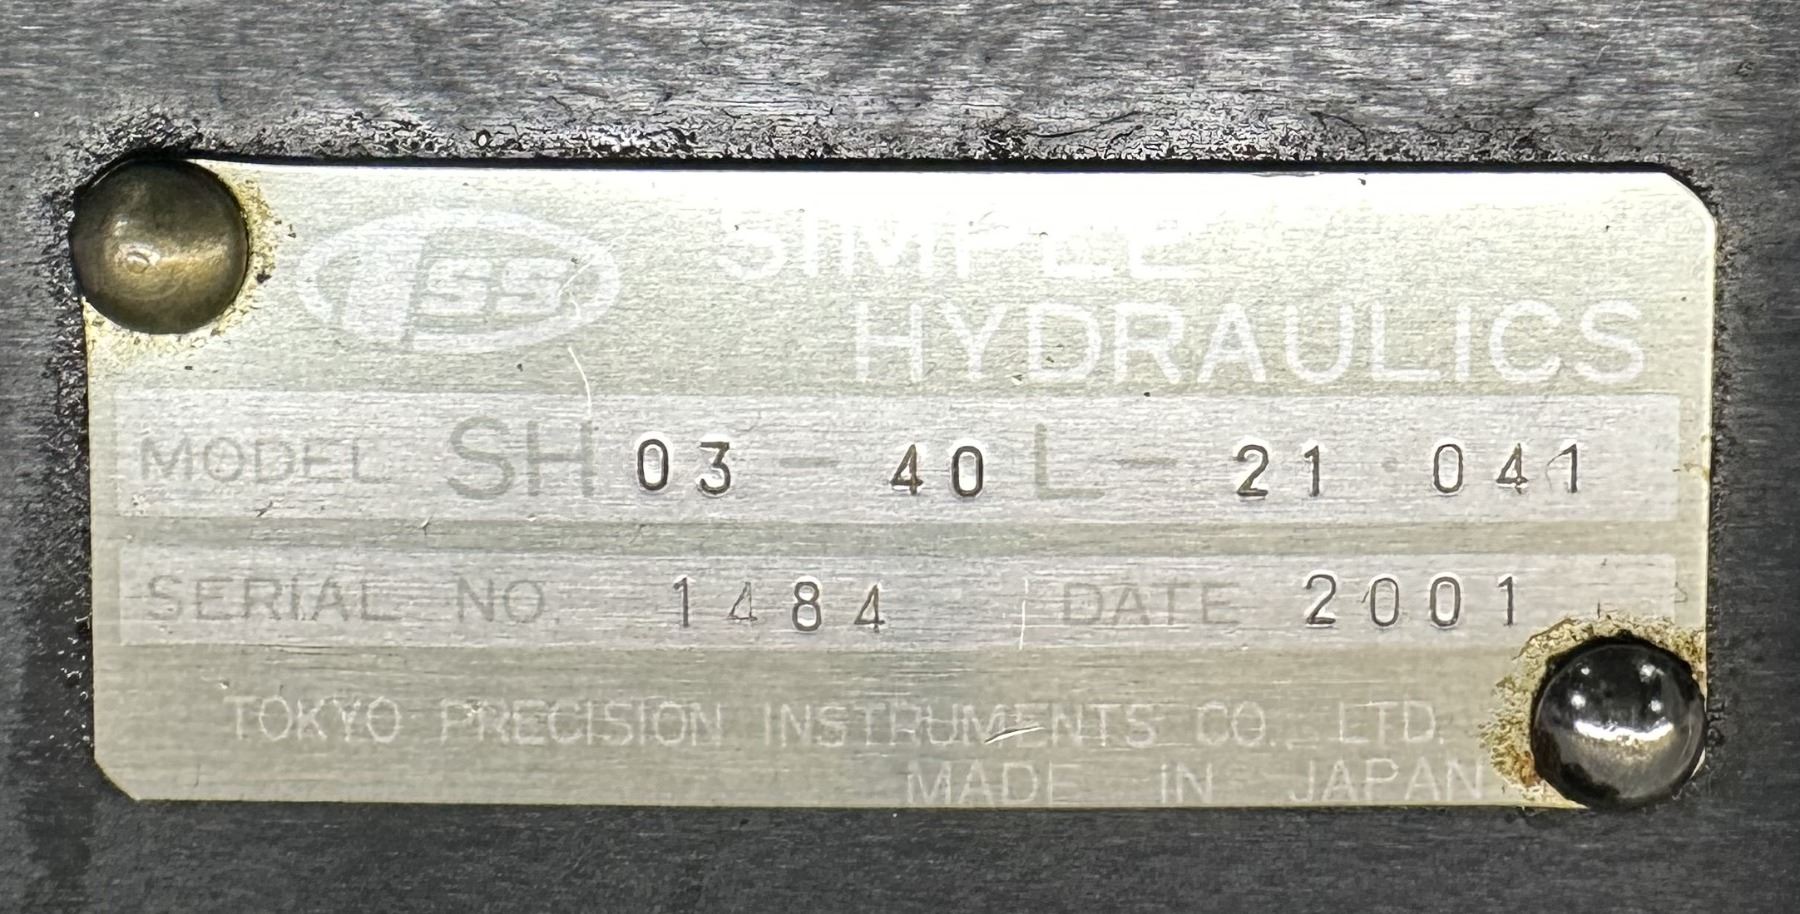 TSS SIMPLE
HYDRAULICS
MODEL SH 03 - 40 L - 21 · 041
SERIAL NO. 1484 DATE 2001
TOKYO PRECISION INSTRUMENTS CO., LTD.
MADE IN JAPAN